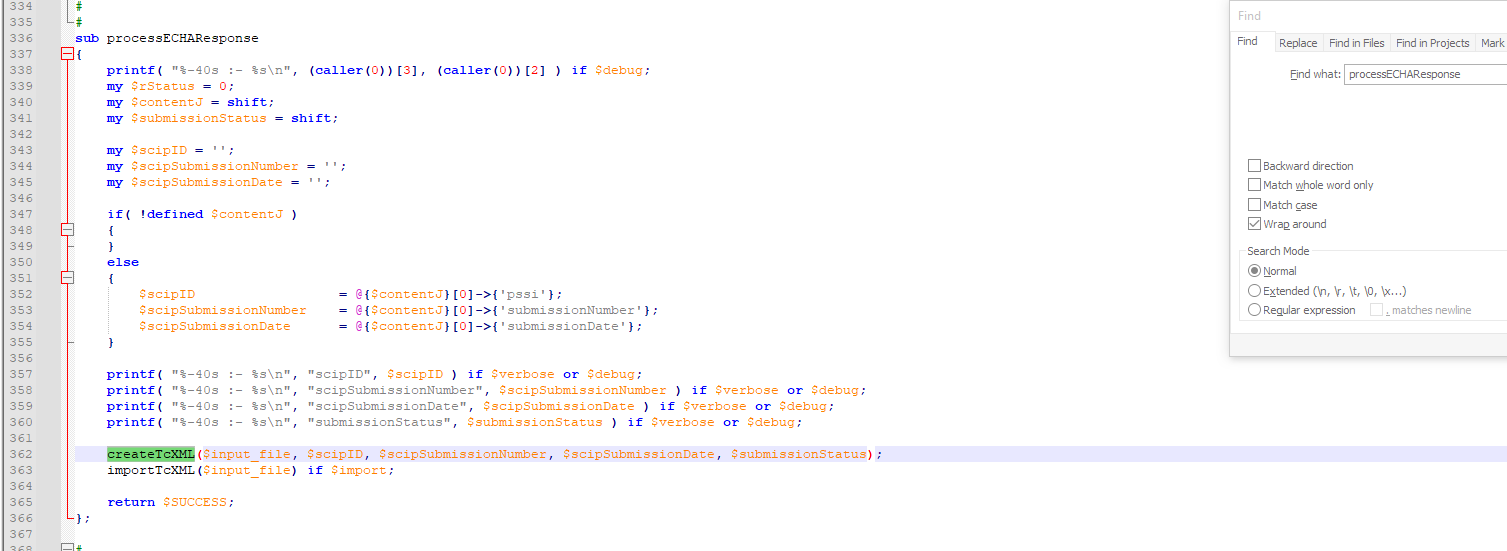 334 #
335 #
336 sub processECHAResponse
337 {
338 printf( "%-40s :- %s\n", (caller(0))[3], (caller(0))[2] ) if $debug;
339 my $rStatus = 0;
340 my $contentJ = shift;
341 my $submissionStatus = shift;
342
343 my $scipID = '';
344 my $scipSubmissionNumber = '';
345 my $scipSubmissionDate = '';
346
347 if( !defined $contentJ )
348 {
349 }
350 else
351 {
352 $scipID = @{$contentJ}[0]->{'pssi'};
353 $scipSubmissionNumber = @{$contentJ}[0]->{'submissionNumber'};
354 $scipSubmissionDate = @{$contentJ}[0]->{'submissionDate'};
355 }
356
357 printf( "%-40s :- %s\n", "scipID", $scipID ) if $verbose or $debug;
358 printf( "%-40s :- %s\n", "scipSubmissionNumber", $scipSubmissionNumber ) if $verbose or $debug;
359 printf( "%-40s :- %s\n", "scipSubmissionDate", $scipSubmissionDate ) if $verbose or $debug;
360 printf( "%-40s :- %s\n", "submissionStatus", $submissionStatus ) if $verbose or $debug;
361
362 createTcXML($input_file, $scipID, $scipSubmissionNumber, $scipSubmissionDate, $submissionStatus);
363 importTcXML($input_file) if $import;
364
365 return $SUCCESS;
366 };
367
368 #
Find
Find Replace Find in Files Find in Projects Mark
Find what: processECHAResponse
Backward direction
Match whole word only
Match case
Wrap around
Search Mode
Normal
Extended (\n, \r, \t, \0, \x...)
Regular expression . matches newline